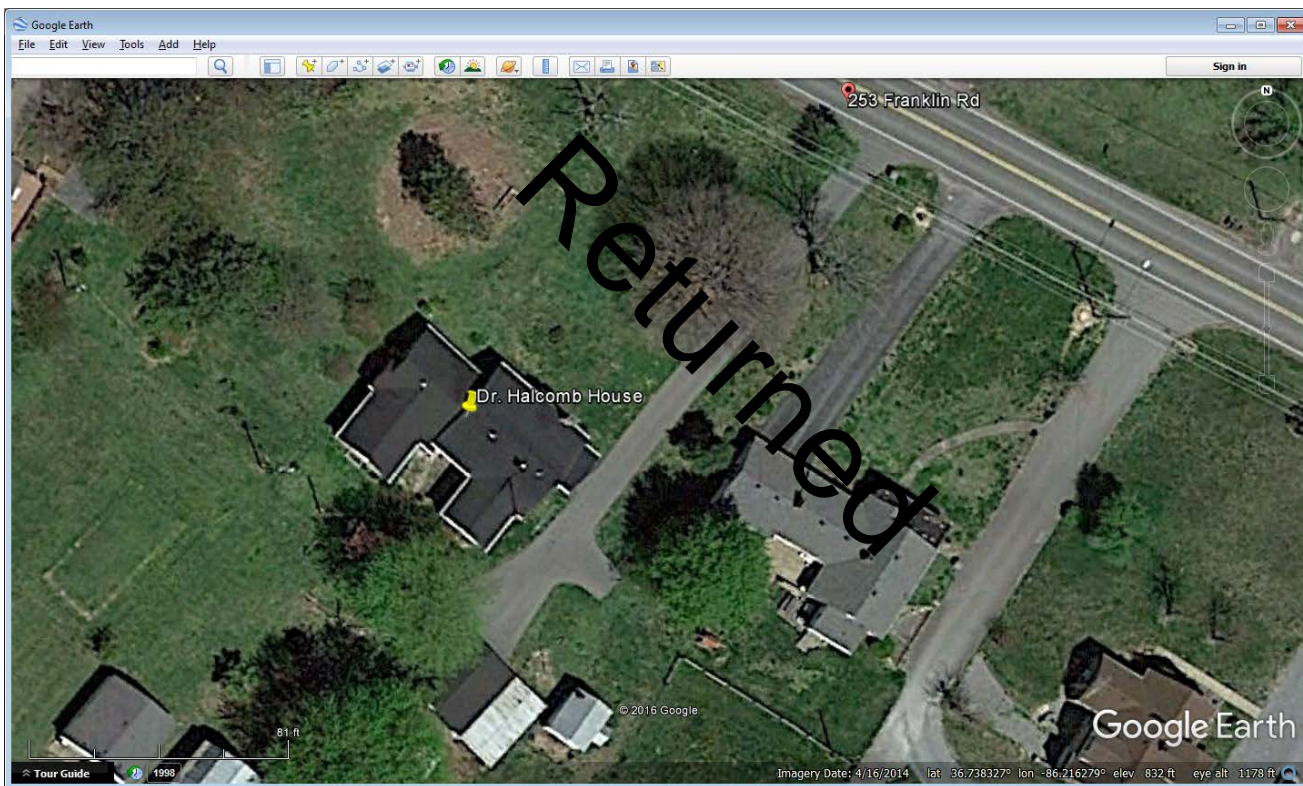 Google Earth
File Edit View Tools Add Help
Sign in
253 Franklin Rd
N
Returned
Dr. Halcomb House
© 2016 Google
Google Earth
81 ft
Tour Guide 1998 Imagery Date: 4/16/2014 lat 36.738327° lon -86.216279° elev 832 ft eye alt 1178 ft